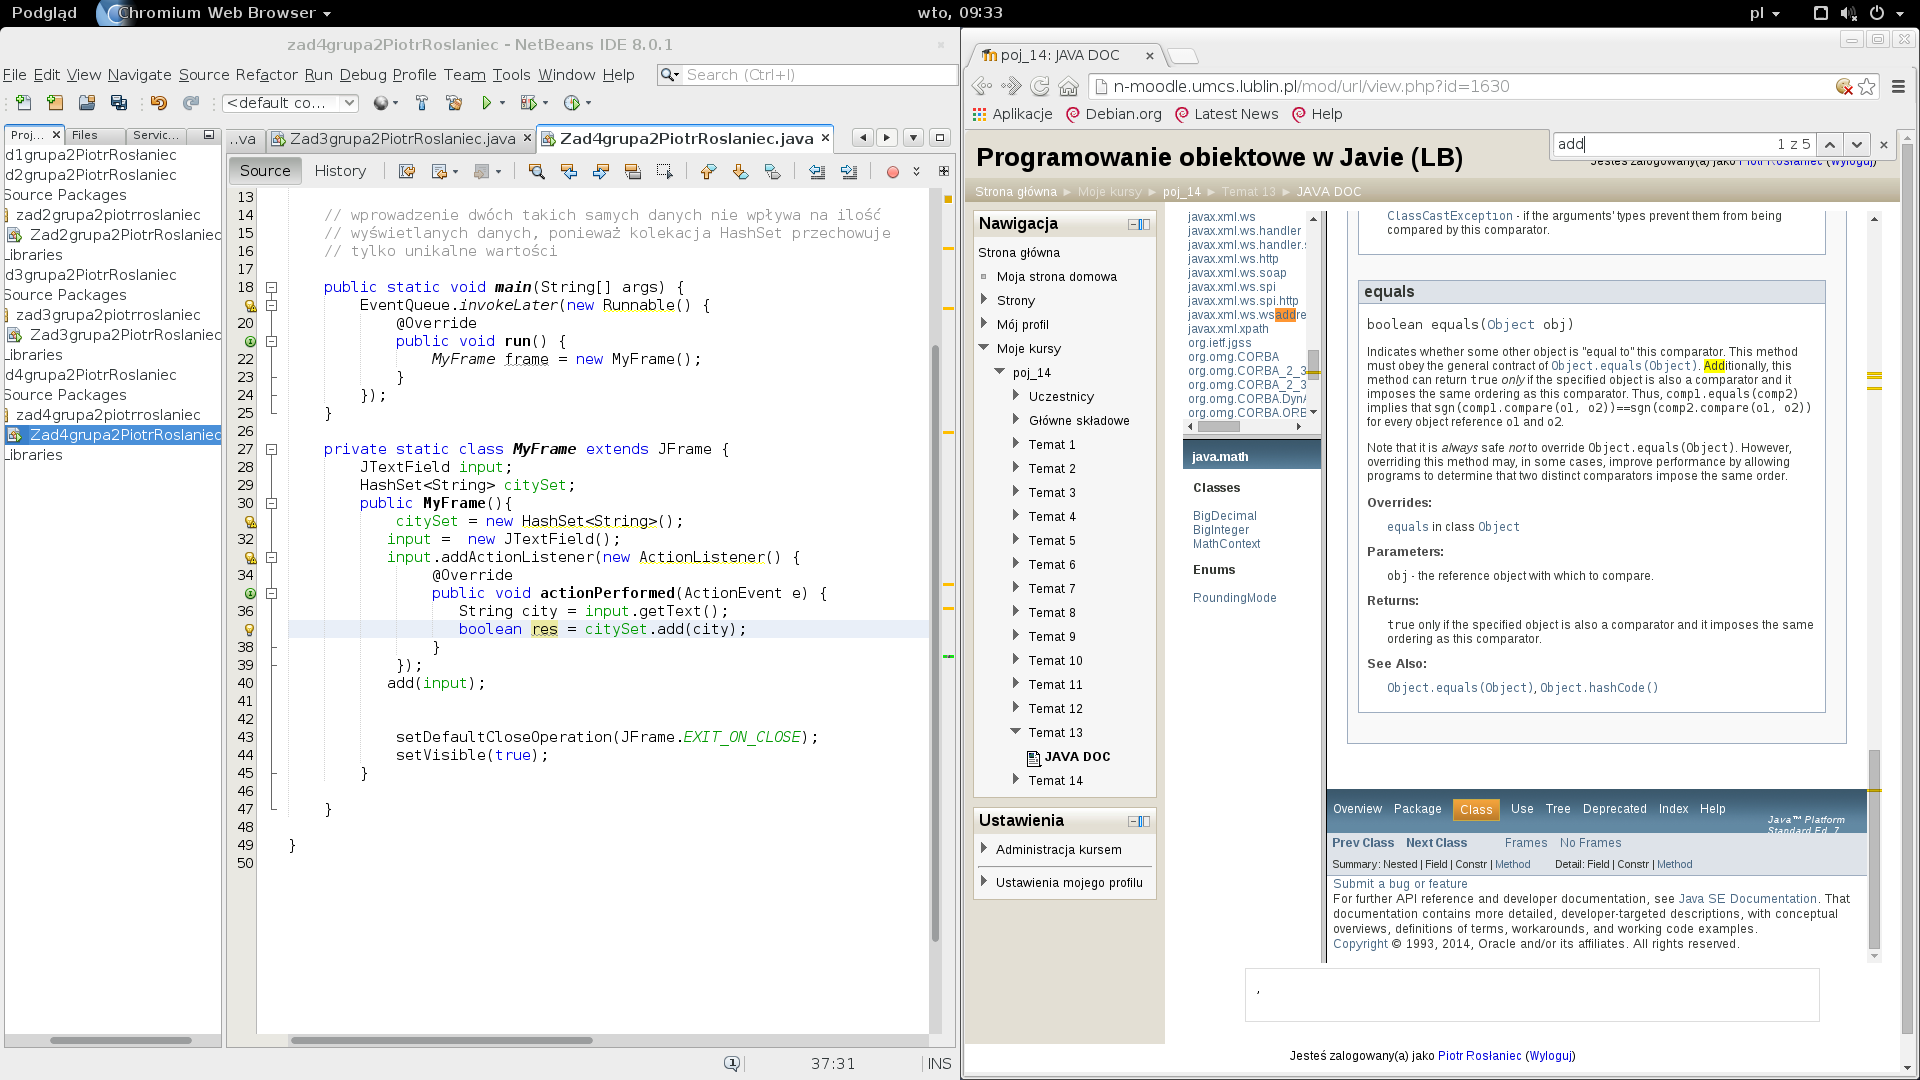 Podgląd
Chromium Web Browser
wto, 09:33
pl
zad4grupa2PiotrRoslaniec - NetBeans IDE 8.0.1
File Edit View Navigate Source Refactor Run Debug Profile Team Tools Window Help
Search (Ctrl+I)
<default co...
Proj... Files Servic...
..va Zad3grupa2PiotrRoslaniec.java Zad4grupa2PiotrRoslaniec.java
Source History
d1grupa2PiotrRosłaniec
d2grupa2PiotrRosłaniec
Source Packages
zad2grupa2piotrroslaniec
Zad2grupa2PiotrRoslaniec
Libraries
d3grupa2PiotrRosłaniec
Source Packages
zad3grupa2piotrroslaniec
Zad3grupa2PiotrRoslaniec
Libraries
d4grupa2PiotrRosłaniec
Source Packages
zad4grupa2piotrroslaniec
Zad4grupa2PiotrRoslaniec
Libraries
13
14 // wprowadzenie dwóch takich samych danych nie wpływa na ilość
15 // wyświetlanych danych, ponieważ kolekcja HashSet przechowuje
16 // tylko unikalne wartości
17
18 public static void main(String[] args) {
EventQueue.invokeLater(new Runnable() {
20 @Override
public void run() {
22 MyFrame frame = new MyFrame();
23 }
24 });
25 }
26
27 private static class MyFrame extends JFrame {
28 JTextField input;
29 HashSet<String> citySet;
30 public MyFrame(){
citySet = new HashSet<String>();
32 input =  new JTextField();
input.addActionListener(new ActionListener() {
34 @Override
public void actionPerformed(ActionEvent e) {
36 String city = input.getText();
boolean res = citySet.add(city);
38 }
39 });
40 add(input);
41
42
43 setDefaultCloseOperation(JFrame.EXIT_ON_CLOSE);
44 setVisible(true);
45 }
46
47 }
48
49 }
50
1
37:31 INS
poj_14: JAVA DOC
n-moodle.umcs.lublin.pl/mod/url/view.php?id=1630
Aplikacje Debian.org Latest News Help
add 1 z 5
Programowanie obiektowe w Javie (LB)
Jesteś zalogowany(a) jako Piotr Rosłaniec (Wyloguj)
Strona główna ► Moje kursy ► poj_14 ► Temat 13 ► JAVA DOC
Nawigacja
Strona główna
Moja strona domowa
Strony
Mój profil
Moje kursy
poj_14
Uczestnicy
Główne składowe
Temat 1
Temat 2
Temat 3
Temat 4
Temat 5
Temat 6
Temat 7
Temat 8
Temat 9
Temat 10
Temat 11
Temat 12
Temat 13
JAVA DOC
Temat 14
Ustawienia
Administracja kursem
Ustawienia mojego profilu
javax.xml.ws
javax.xml.ws.handler
javax.xml.ws.handler.s
javax.xml.ws.http
javax.xml.ws.soap
javax.xml.ws.spi
javax.xml.ws.spi.http
javax.xml.ws.wsaddre
javax.xml.xpath
org.ietf.jgss
org.omg.CORBA
org.omg.CORBA_2_3
org.omg.CORBA_2_3
org.omg.CORBA.DynA
org.omg.CORBA.ORB
java.math
Classes
BigDecimal
BigInteger
MathContext
Enums
RoundingMode
ClassCastException - if the arguments' types prevent them from being
compared by this comparator.
equals
boolean equals(Object obj)
Indicates whether some other object is "equal to" this comparator. This method
must obey the general contract of Object.equals(Object). Additionally, this
method can return true only if the specified object is also a comparator and it
imposes the same ordering as this comparator. Thus, comp1.equals(comp2)
implies that sgn(comp1.compare(o1, o2))==sgn(comp2.compare(o1, o2))
for every object reference o1 and o2.
Note that it is always safe not to override Object.equals(Object). However,
overriding this method may, in some cases, improve performance by allowing
programs to determine that two distinct comparators impose the same order.
Overrides:
equals in class Object
Parameters:
obj - the reference object with which to compare.
Returns:
true only if the specified object is also a comparator and it imposes the same
ordering as this comparator.
See Also:
Object.equals(Object), Object.hashCode()
Overview Package Class Use Tree Deprecated Index Help
Java™ Platform
Standard Ed. 7
Prev Class Next Class Frames No Frames
Summary: Nested | Field | Constr | Method Detail: Field | Constr | Method
Submit a bug or feature
For further API reference and developer documentation, see Java SE Documentation. That
documentation contains more detailed, developer-targeted descriptions, with conceptual
overviews, definitions of terms, workarounds, and working code examples.
Copyright © 1993, 2014, Oracle and/or its affiliates. All rights reserved.
,
Jesteś zalogowany(a) jako Piotr Rosłaniec (Wyloguj)